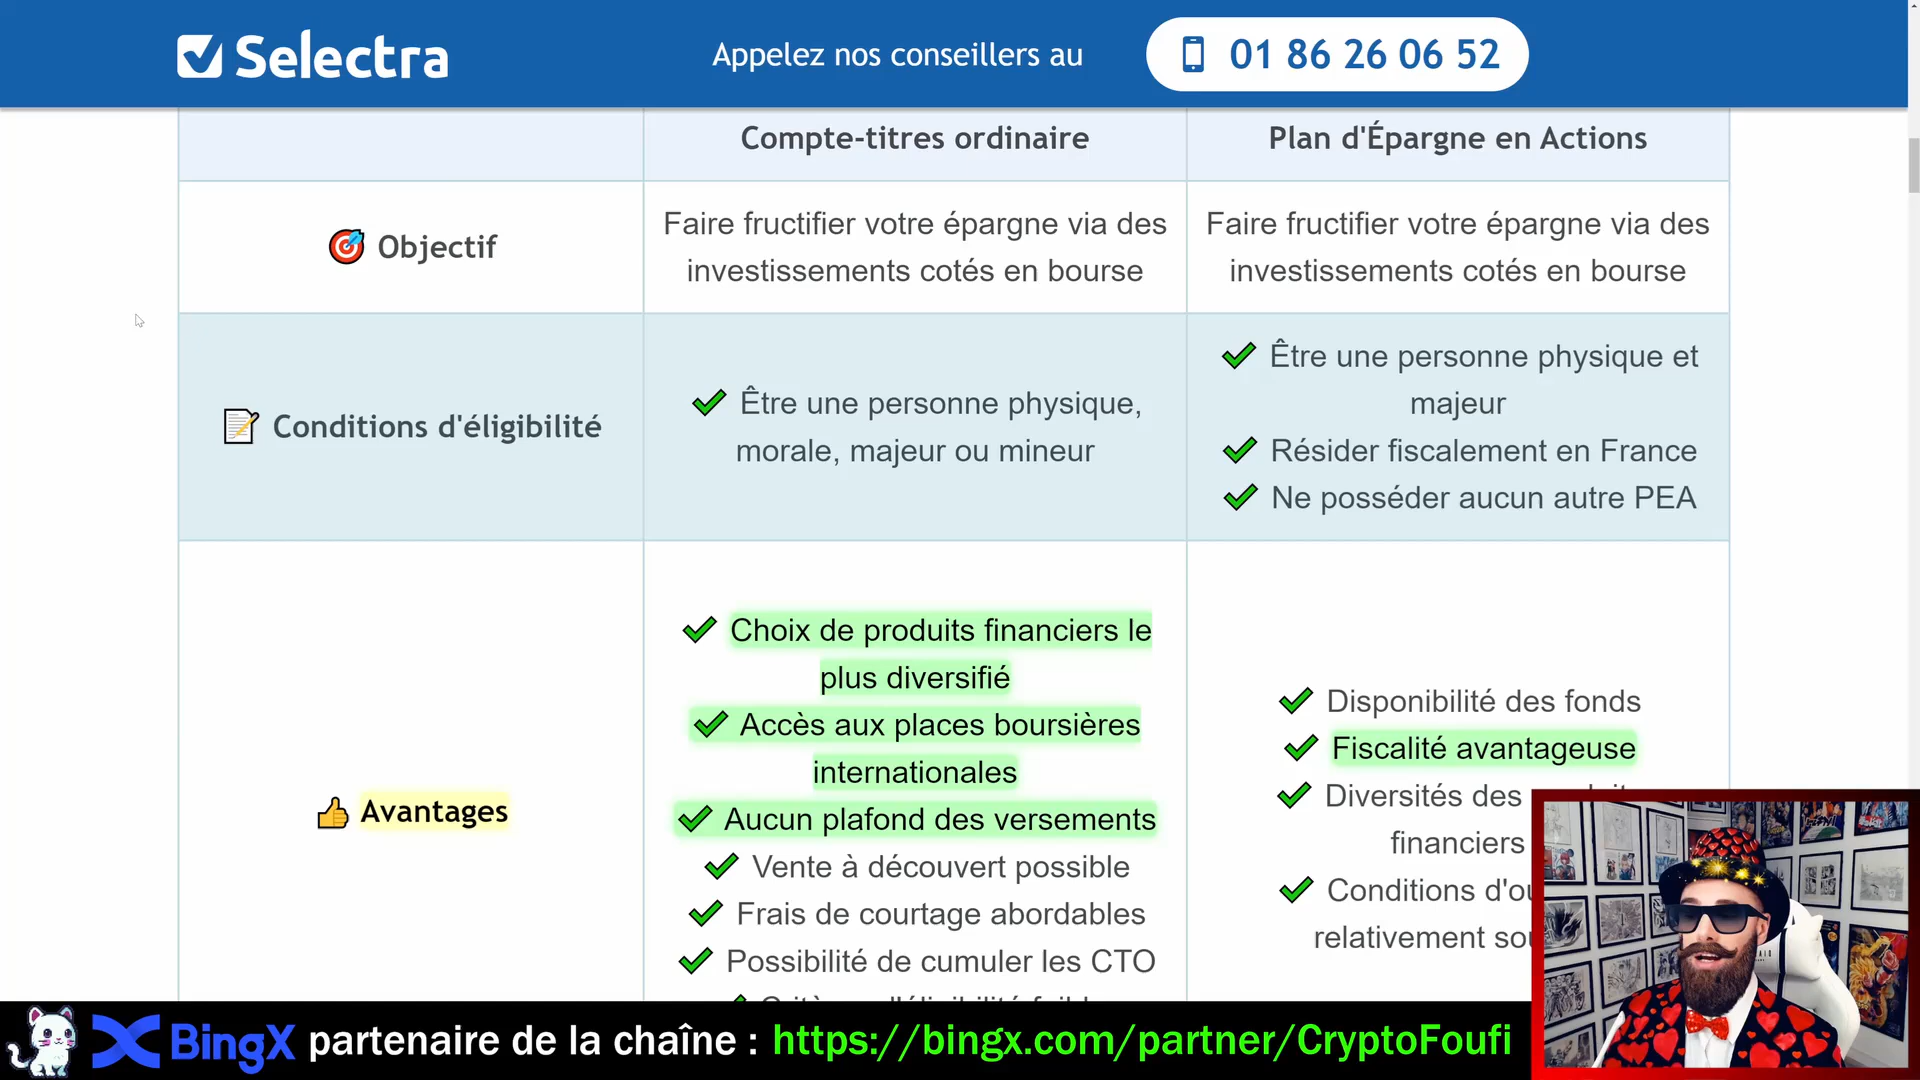 Selectra
Appelez nos conseillers au
01 86 26 06 52
Compte-titres ordinaire
Plan d'Épargne en Actions
Objectif
Faire fructifier votre épargne via des
investissements cotés en bourse
Faire fructifier votre épargne via des
investissements cotés en bourse
Conditions d'éligibilité
Être une personne physique,
morale, majeur ou mineur
Être une personne physique et
majeur
Résider fiscalement en France
Ne posséder aucun autre PEA
Avantages
Choix de produits financiers le
plus diversifié
Accès aux places boursières
internationales
Aucun plafond des versements
Vente à découvert possible
Frais de courtage abordables
Possibilité de cumuler les CTO
Disponibilité des fonds
Fiscalité avantageuse
Diversités des
financiers
Conditions
relativement
BingX partenaire de la chaîne : https://bingx.com/partner/CryptoFoufi